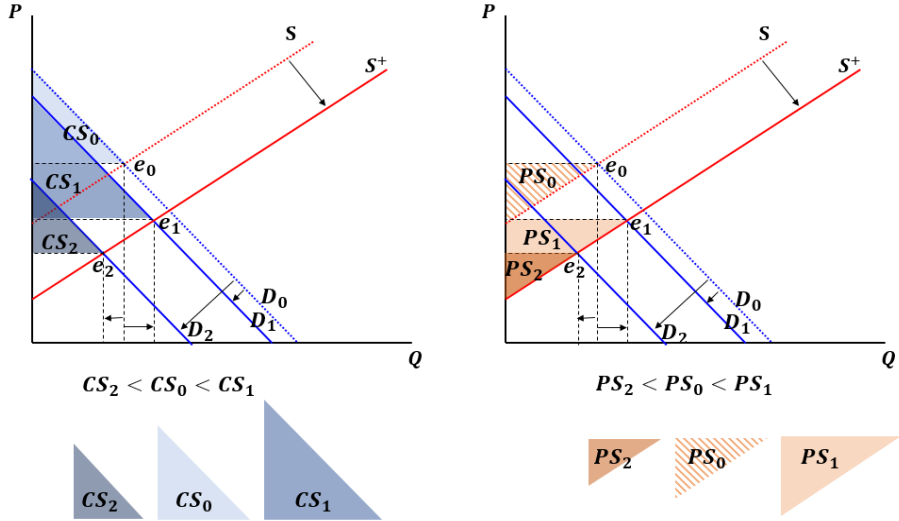 P
S
S⁺
CS₀
e₀
CS₁
e₁
CS₂
e₂
D₀
D₁
D₂
Q
CS₂ < CS₀ < CS₁
CS₂
CS₀
CS₁
P
S
S⁺
PS₀
e₀
e₁
PS₁
PS₂
e₂
D₀
D₁
D₂
Q
PS₂ < PS₀ < PS₁
PS₂
PS₀
PS₁